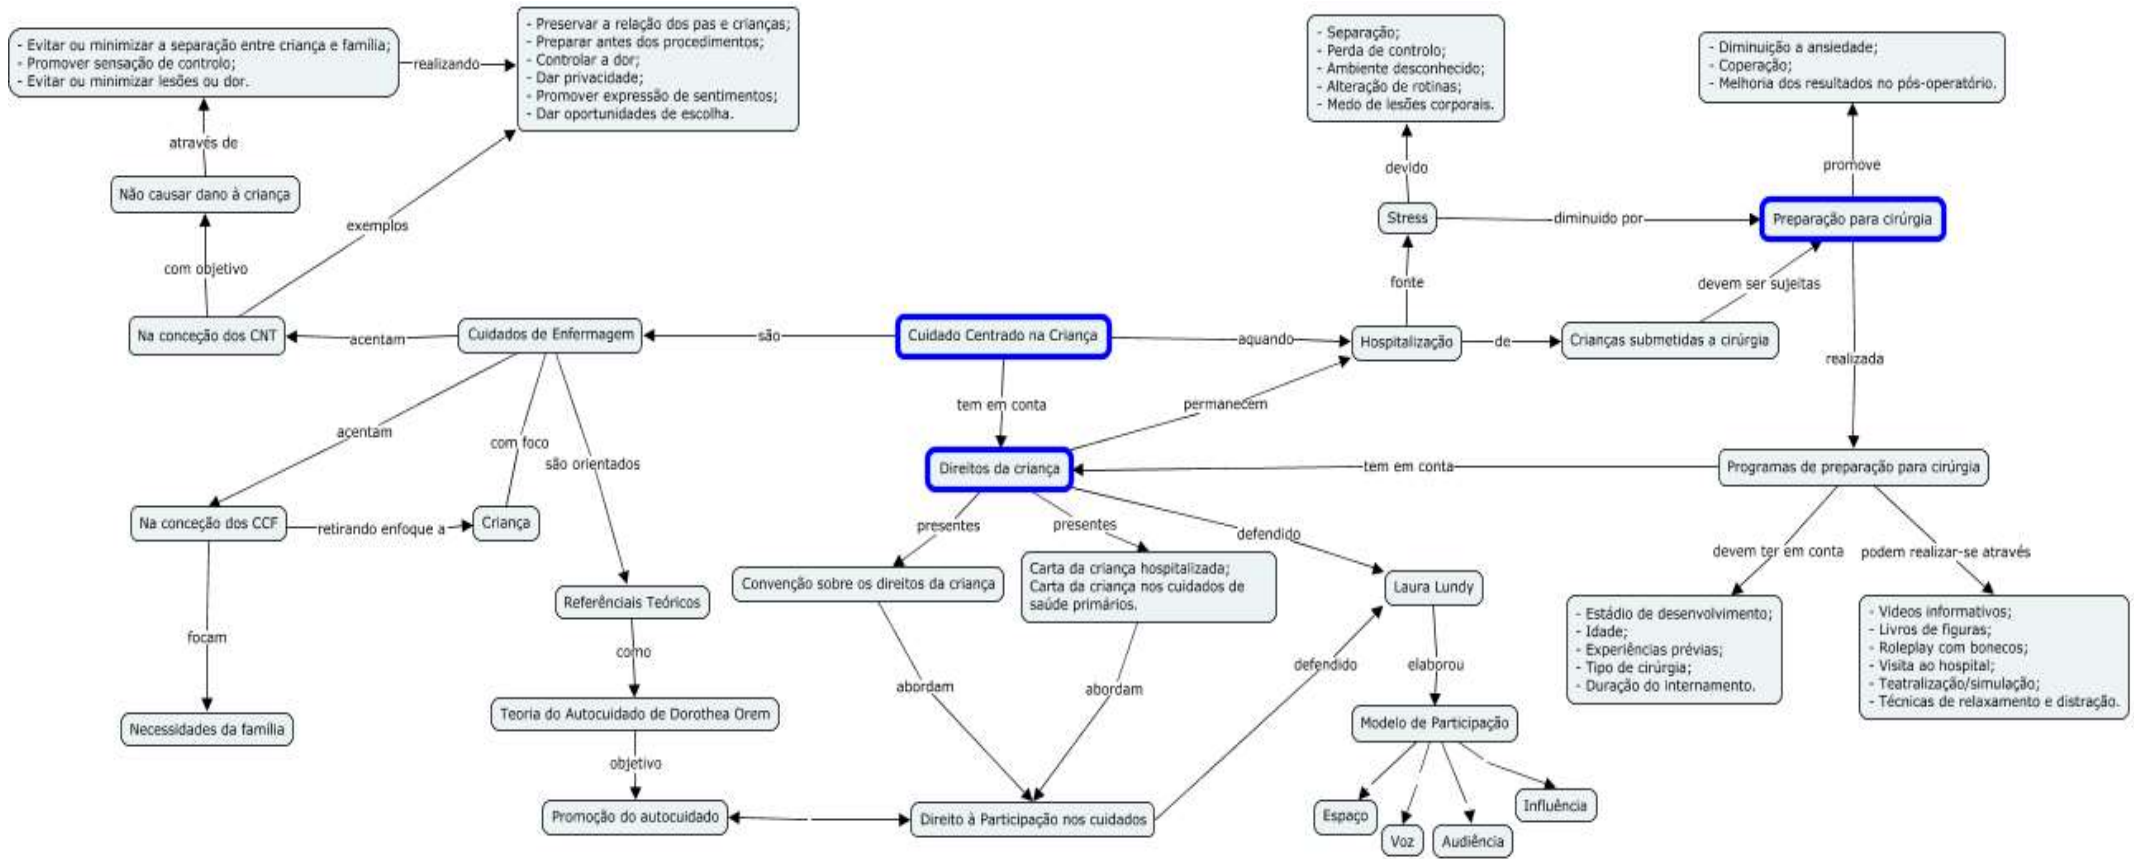 - Evitar ou minimizar a separação entre criança e família;
- Promover sensação de controlo;
- Evitar ou minimizar lesões ou dor.
realizando
- Preservar a relação dos pas e crianças;
- Preparar antes dos procedimentos;
- Controlar a dor;
- Dar privacidade;
- Promover expressão de sentimentos;
- Dar oportunidades de escolha.
- Separação;
- Perda de controlo;
- Ambiente desconhecido;
- Alteração de rotinas;
- Medo de lesões corporais.
- Diminuição a ansiedade;
- Coperação;
- Melhoria dos resultados no pós-operatório.
através de
devido
promove
Não causar dano à criança
exemplos
Stress
diminuido por
Preparação para cirúrgia
com objetivo
fonte
devem ser sujeitas
Na conceção dos CNT
acentam
Cuidados de Enfermagem
são
Cuidado Centrado na Criança
aquando
Hospitalização
de
Crianças submetidas a cirúrgia
realizada
acentam
com foco
são orientados
tem em conta
permanecem
Direitos da criança
tem em conta
Programas de preparação para cirúrgia
Na conceção dos CCF
retirando enfoque a
Criança
presentes
presentes
defendido
devem ter em conta
podem realizar-se através
Convenção sobre os direitos da criança
Carta da criança hospitalizada;
Carta da criança nos cuidados de
saúde primários.
Laura Lundy
Referênciais Teóricos
- Estádio de desenvolvimento;
- Idade;
- Experiências prévias;
- Tipo de cirúrgia;
- Duração do internamento.
- Videos informativos;
- Livros de figuras;
- Roleplay com bonecos;
- Visita ao hospital;
- Teatralização/simulação;
- Técnicas de relaxamento e distração.
focam
como
abordam
abordam
defendido
elaborou
Necessidades da família
Teoria do Autocuidado de Dorothea Orem
Modelo de Participação
objetivo
Promoção do autocuidado
Direito à Participação nos cuidados
Espaço
Voz
Audiência
Influência